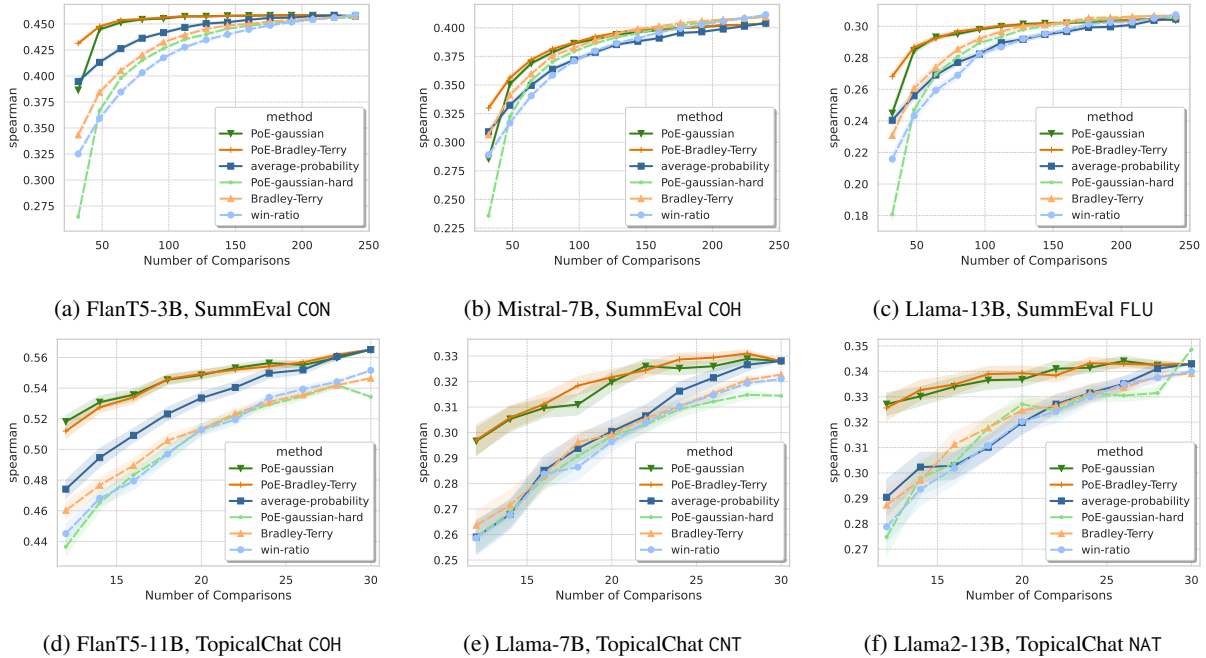 0.450
0.425
0.400
0.375
0.350
0.325
0.300
0.275
spearman
method
PoE-gaussian
PoE-Bradley-Terry
average-probability
PoE-gaussian-hard
Bradley-Terry
win-ratio
50 100 150 200 250
Number of Comparisons
(a) FlanT5-3B, SummEval CON
0.400
0.375
0.350
0.325
0.300
0.275
0.250
0.225
spearman
method
PoE-gaussian
PoE-Bradley-Terry
average-probability
PoE-gaussian-hard
Bradley-Terry
win-ratio
50 100 150 200 250
Number of Comparisons
(b) Mistral-7B, SummEval COH
0.30
0.28
0.26
0.24
0.22
0.20
0.18
spearman
method
PoE-gaussian
PoE-Bradley-Terry
average-probability
PoE-gaussian-hard
Bradley-Terry
win-ratio
50 100 150 200 250
Number of Comparisons
(c) Llama-13B, SummEval FLU
0.56
0.54
0.52
0.50
0.48
0.46
0.44
spearman
method
PoE-gaussian
PoE-Bradley-Terry
average-probability
PoE-gaussian-hard
Bradley-Terry
win-ratio
15 20 25 30
Number of Comparisons
(d) FlanT5-11B, TopicalChat COH
0.33
0.32
0.31
0.30
0.29
0.28
0.27
0.26
0.25
spearman
method
PoE-gaussian
PoE-Bradley-Terry
average-probability
PoE-gaussian-hard
Bradley-Terry
win-ratio
15 20 25 30
Number of Comparisons
(e) Llama-7B, TopicalChat CNT
0.35
0.34
0.33
0.32
0.31
0.30
0.29
0.28
0.27
spearman
method
PoE-gaussian
PoE-Bradley-Terry
average-probability
PoE-gaussian-hard
Bradley-Terry
win-ratio
15 20 25 30
Number of Comparisons
(f) Llama2-13B, TopicalChat NAT